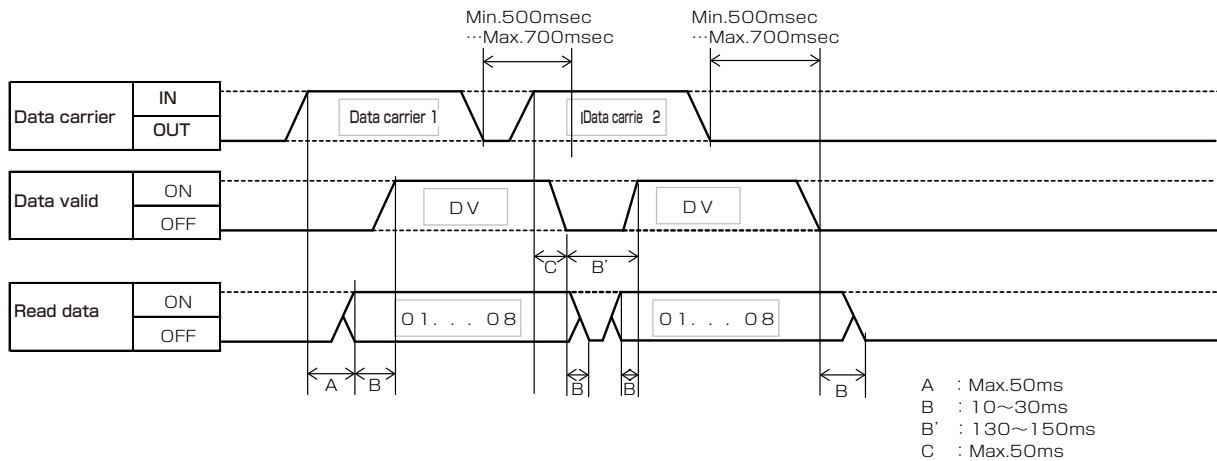 Min.500msec
…Max.700msec
Min.500msec
…Max.700msec
Data carrier
IN
OUT
Data carrier 1
Data carrie 2
Data valid
ON
OFF
DV
DV
C
B'
Read data
ON
OFF
01. . . 08
01. . . 08
A
B
B
B
B
A : Max.50ms
B : 10〜30ms
B' : 130〜150ms
C : Max.50ms